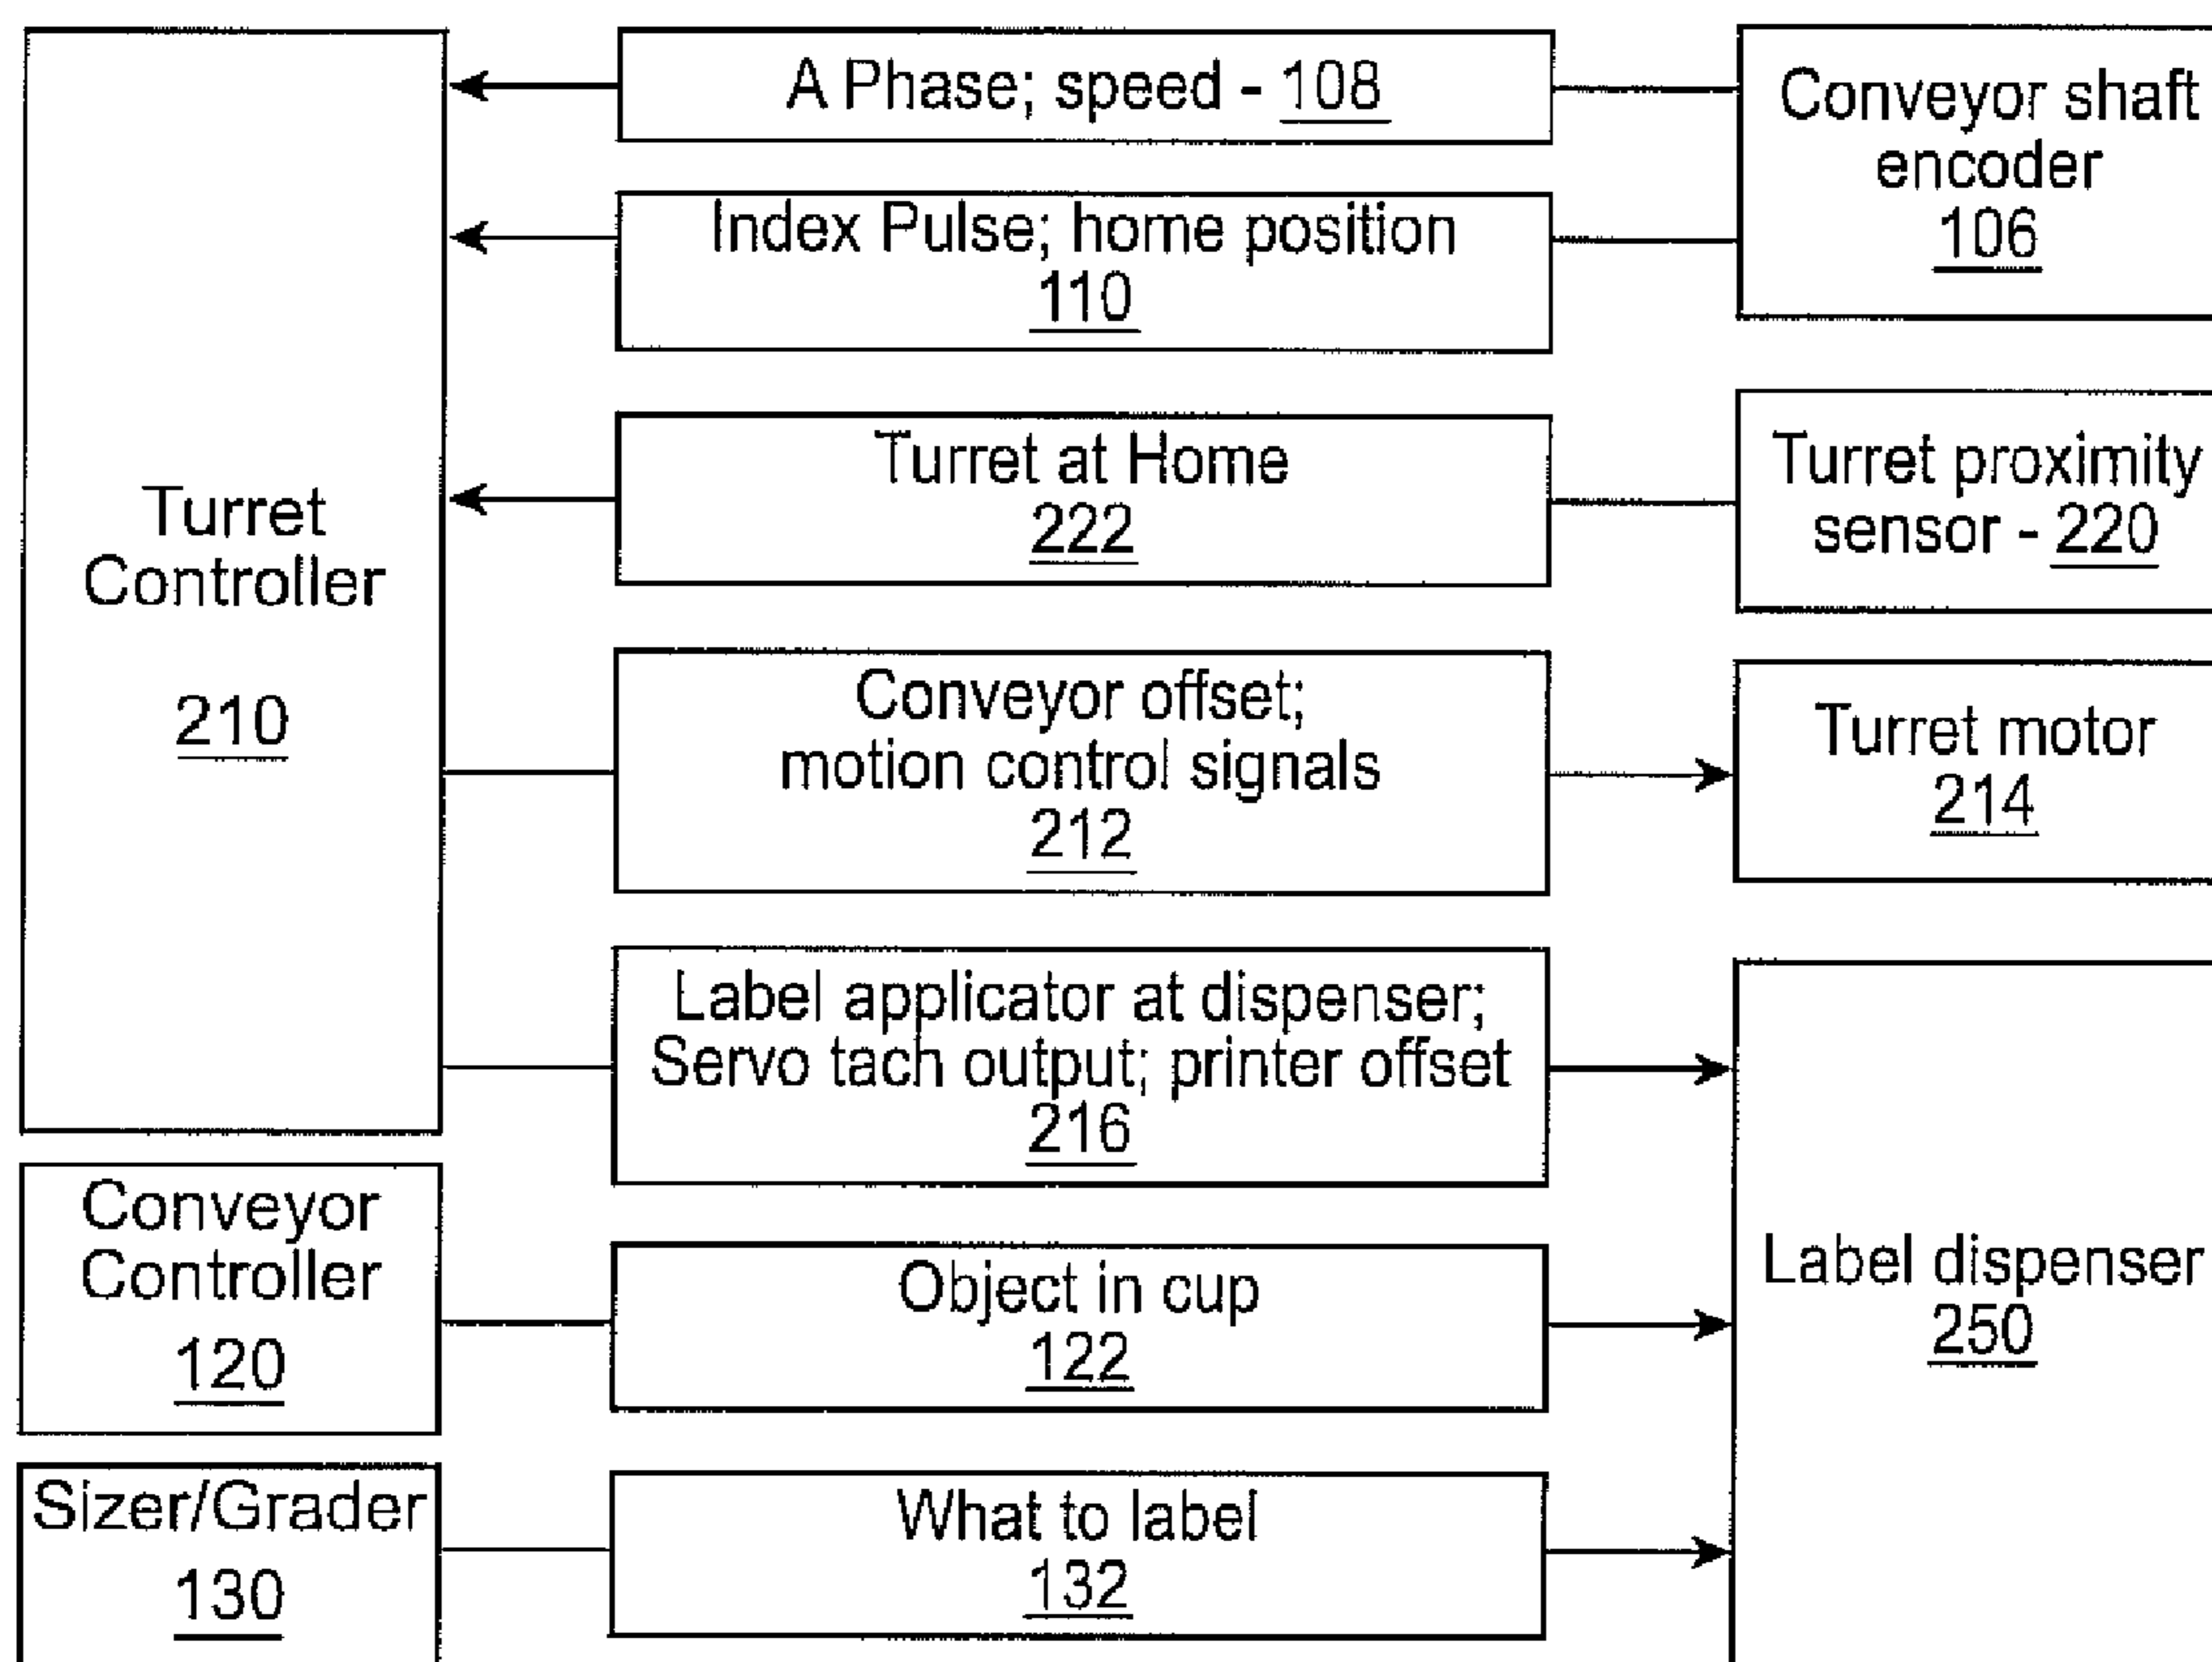 Turret
Controller
210
A Phase; speed - 108
Conveyor shaft
encoder
106
Index Pulse; home position
110
Turret at Home
222
Turret proximity
sensor - 220
Conveyor offset;
motion control signals
212
Turret motor
214
Label applicator at dispenser;
Servo tach output; printer offset
216
Label dispenser
250
Conveyor
Controller
120
Object in cup
122
Sizer/Grader
130
What to label
132